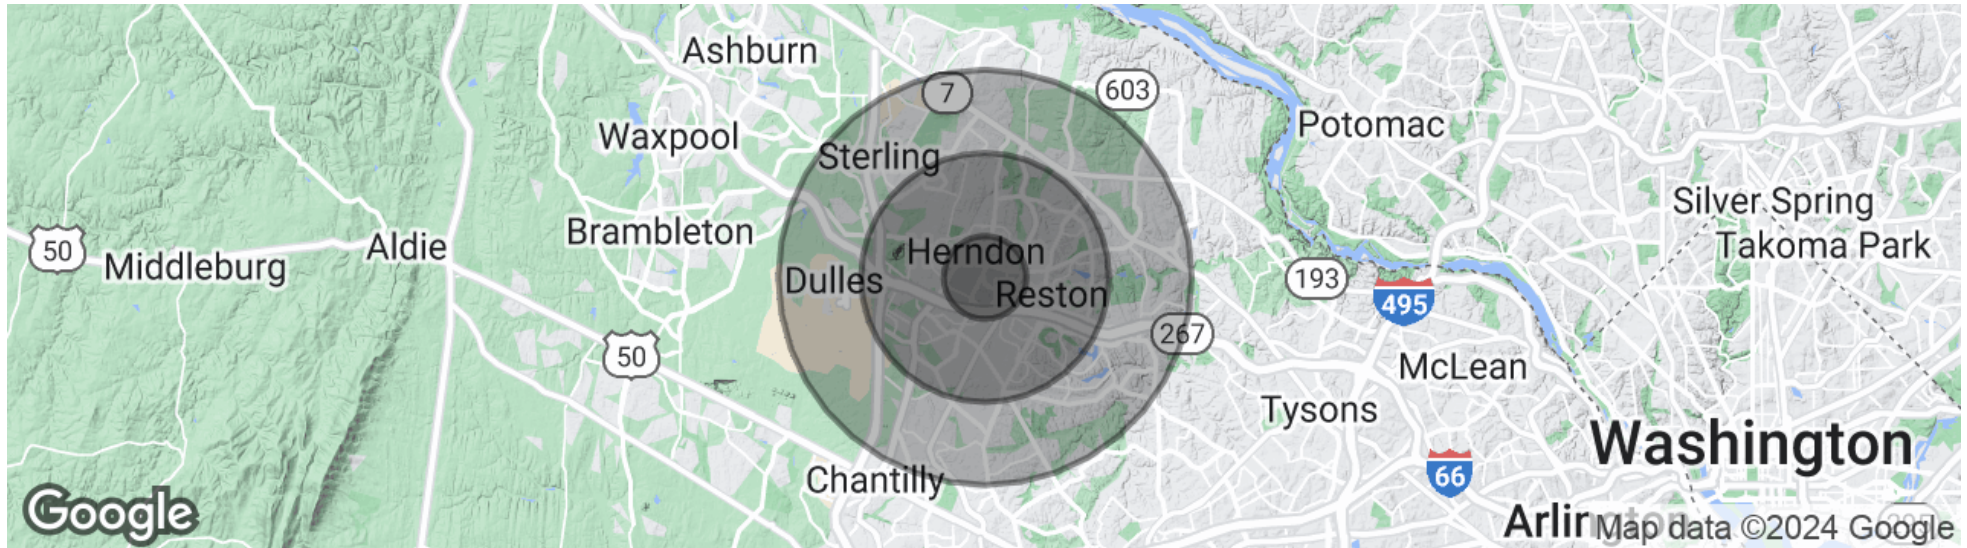 Ashburn
7
603
Potomac
Waxpool
Sterling
Silver Spring
Takoma Park
Brambleton
50
Middleburg
Aldie
Herndon
Dulles
Reston
193
495
267
50
McLean
Tysons
Washington
66
Chantilly
Google
Map data ©2024 Google